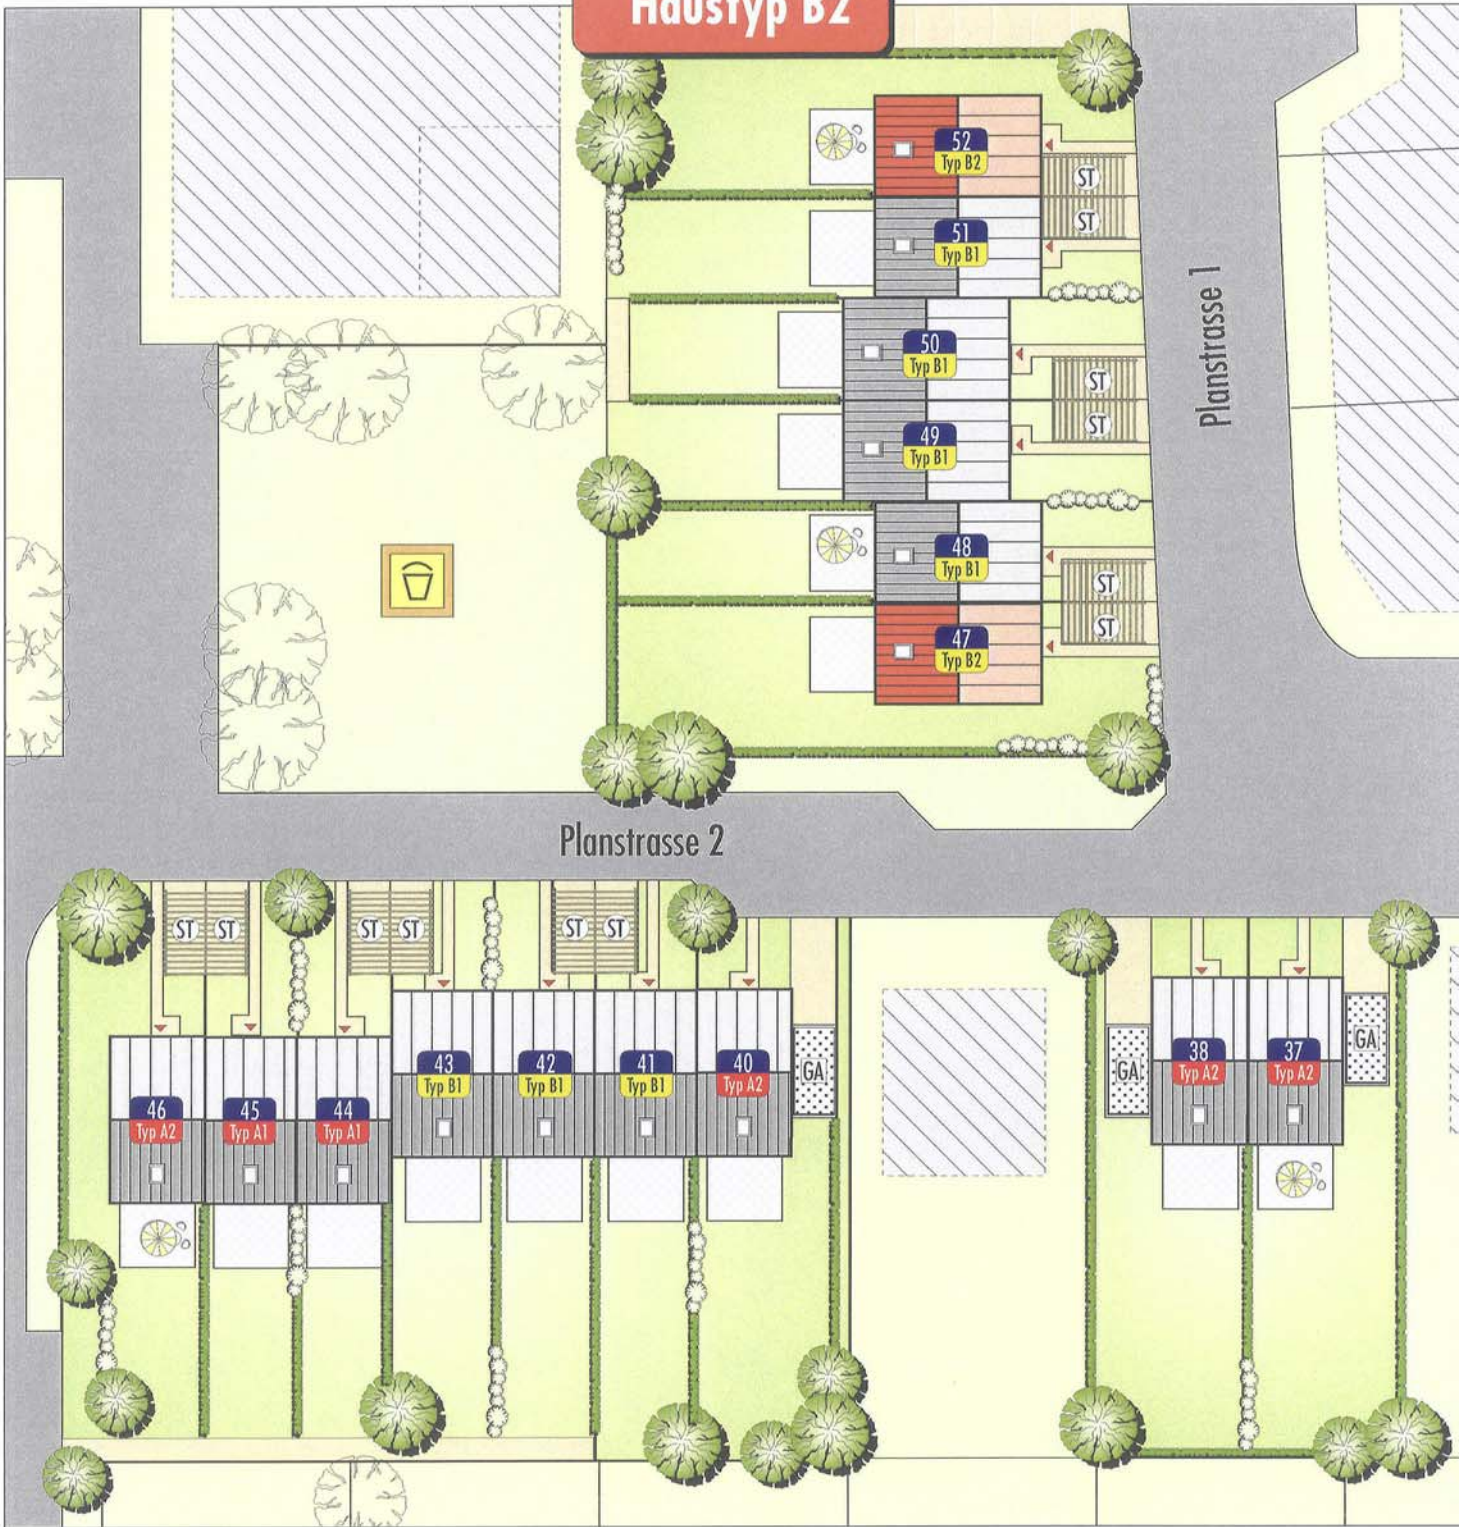 Haustyp B2
52
Typ B2
ST
ST
51
Typ B1
Planstrasse 1
50
Typ B1
ST
ST
49
Typ B1
48
Typ B1
ST
ST
47
Typ B2
Planstrasse 2
ST ST
ST ST
ST ST
43
Typ B1
42
Typ B1
41
Typ B1
40
Typ A2
GA
GA
38
Typ A2
37
Typ A2
GA
46
Typ A2
45
Typ A1
44
Typ A1